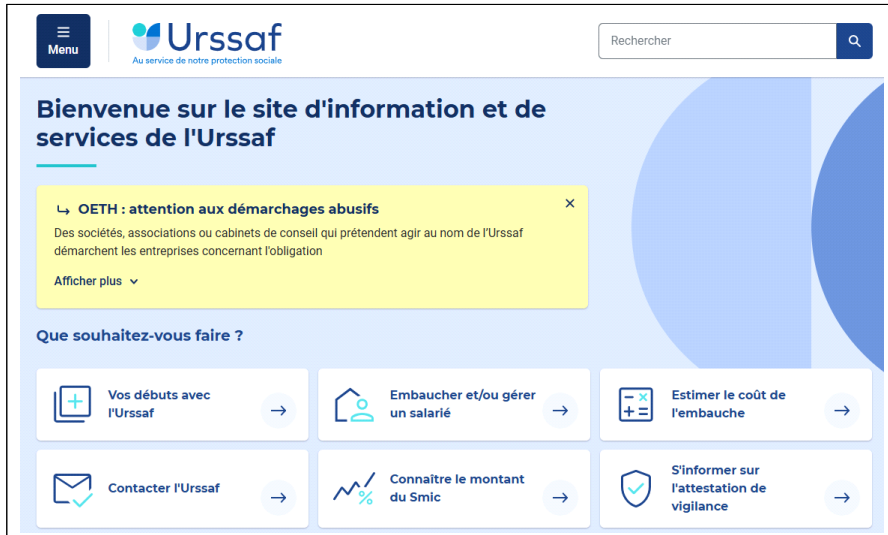 Menu
Urssaf
Au service de notre protection sociale
Rechercher
Bienvenue sur le site d'information et de
services de l'Urssaf
OETH : attention aux démarchages abusifs
Des sociétés, associations ou cabinets de conseil qui prétendent agir au nom de l'Urssaf
démarchent les entreprises concernant l'obligation
Afficher plus
Que souhaitez-vous faire ?
Vos débuts avec
l'Urssaf
Embaucher et/ou gérer
un salarié
Estimer le coût de
l'embauche
Contacter l'Urssaf
Connaître le montant
du Smic
S'informer sur
l'attestation de
vigilance